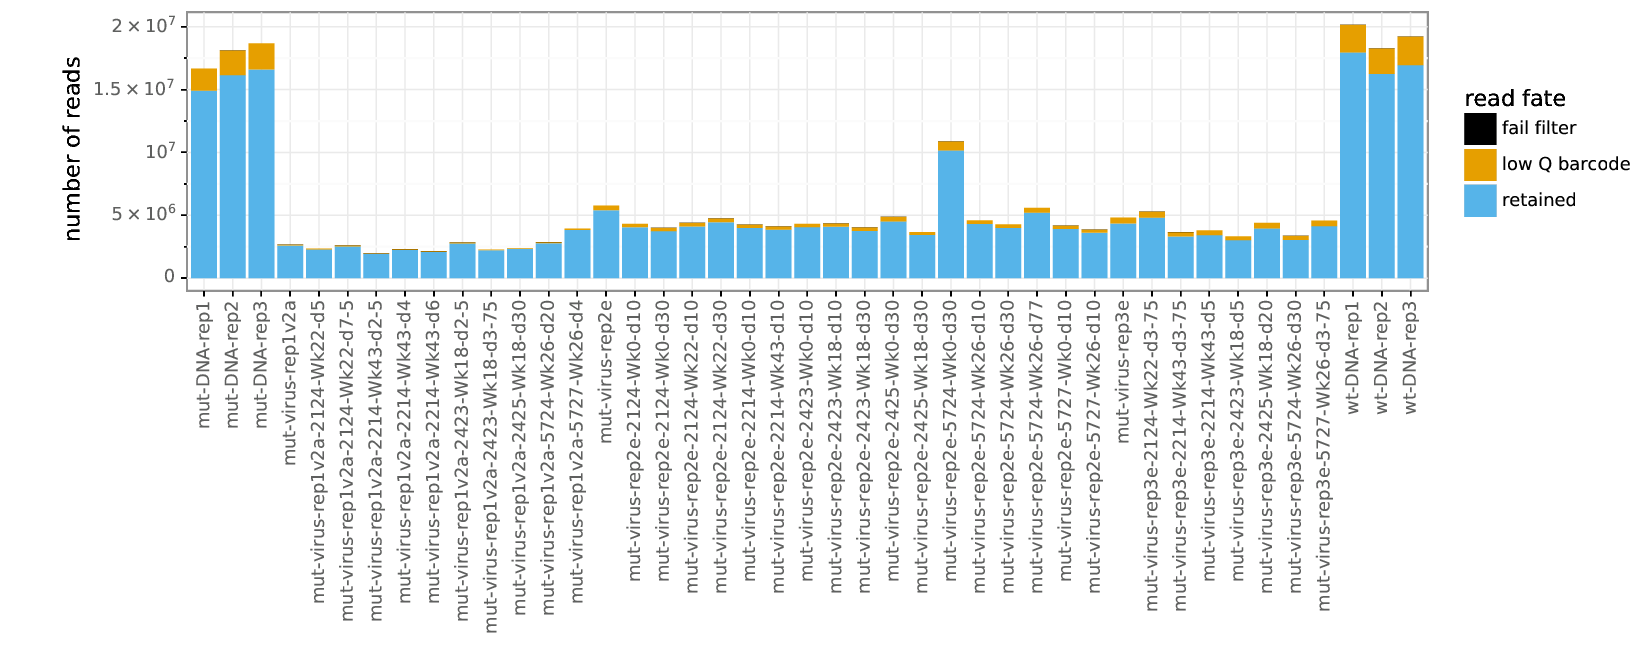 number of reads
2 × 10⁷
1.5 × 10⁷
10⁷
5 × 10⁶
0
mut-DNA-rep1
mut-DNA-rep2
mut-DNA-rep3
mut-virus-rep1v2a
mut-virus-rep1v2a-2124-Wk22-d5
mut-virus-rep1v2a-2124-Wk22-d7-5
mut-virus-rep1v2a-2214-Wk43-d2-5
mut-virus-rep1v2a-2214-Wk43-d4
mut-virus-rep1v2a-2214-Wk43-d6
mut-virus-rep1v2a-2423-Wk18-d2-5
mut-virus-rep1v2a-2423-Wk18-d3-75
mut-virus-rep1v2a-2425-Wk18-d30
mut-virus-rep1v2a-5724-Wk26-d20
mut-virus-rep1v2a-5727-Wk26-d4
mut-virus-rep2e
mut-virus-rep2e-2124-Wk0-d10
mut-virus-rep2e-2124-Wk0-d30
mut-virus-rep2e-2124-Wk22-d10
mut-virus-rep2e-2124-Wk22-d30
mut-virus-rep2e-2214-Wk0-d10
mut-virus-rep2e-2214-Wk43-d10
mut-virus-rep2e-2423-Wk0-d10
mut-virus-rep2e-2423-Wk18-d10
mut-virus-rep2e-2423-Wk18-d30
mut-virus-rep2e-2425-Wk0-d30
mut-virus-rep2e-2425-Wk18-d30
mut-virus-rep2e-5724-Wk0-d30
mut-virus-rep2e-5724-Wk26-d10
mut-virus-rep2e-5724-Wk26-d30
mut-virus-rep2e-5724-Wk26-d77
mut-virus-rep2e-5727-Wk0-d10
mut-virus-rep2e-5727-Wk26-d10
mut-virus-rep3e
mut-virus-rep3e-2124-Wk22-d3-75
mut-virus-rep3e-2214-Wk43-d3-75
mut-virus-rep3e-2214-Wk43-d5
mut-virus-rep3e-2423-Wk18-d5
mut-virus-rep3e-2425-Wk18-d20
mut-virus-rep3e-5724-Wk26-d30
mut-virus-rep3e-5727-Wk26-d3-75
wt-DNA-rep1
wt-DNA-rep2
wt-DNA-rep3
read fate
fail filter
low Q barcode
retained